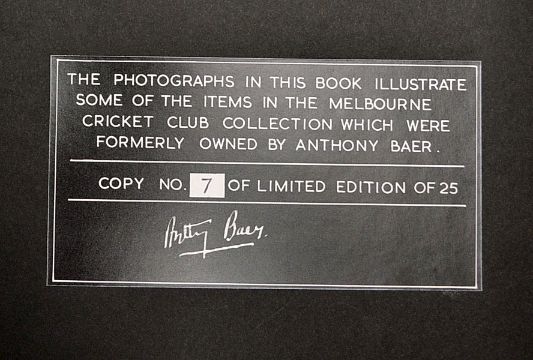 THE PHOTOGRAPHS IN THIS BOOK ILLUSTRATE
SOME OF THE ITEMS IN THE MELBOURNE
CRICKET CLUB COLLECTION WHICH WERE
FORMERLY OWNED BY ANTHONY BAER.
COPY NO. 7 OF LIMITED EDITION OF 25
Antty Baer.